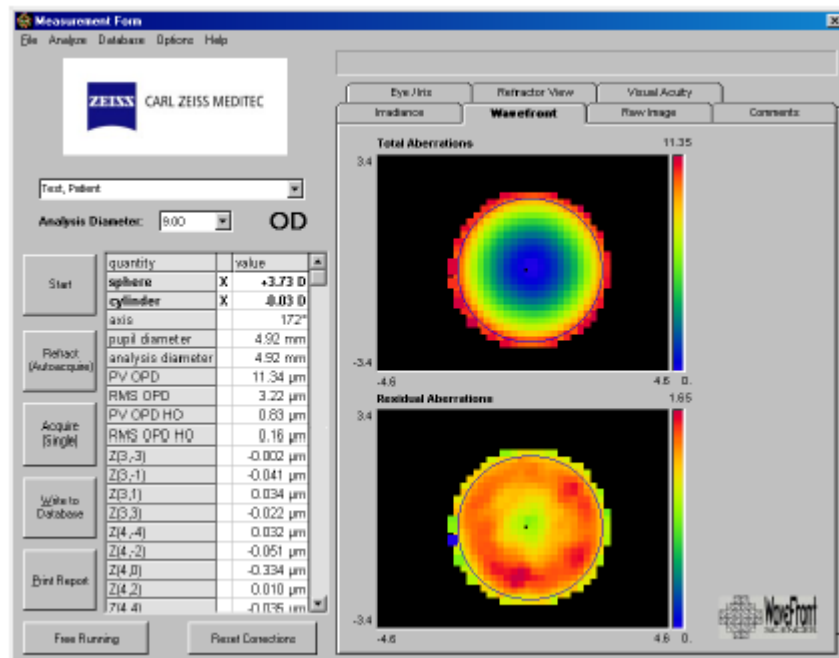 Measurement Form
File Analyze Database Options Help
ZEISS CARL ZEISS MEDITEC
Test, Patient
Analysis Diameter: 9.00 OD
Start
Refract (Autoacquire)
Acquire (Single)
Write to Database
Print Report
Free Running
Reset Corrections
quantity value
sphere X +3.73 D
cylinder X -0.03 D
axis 172°
pupil diameter 4.92 mm
analysis diameter 4.92 mm
PV OPD 11.34 µm
RMS OPD 3.22 µm
PV OPD HO 0.83 µm
RMS OPD HO 0.16 µm
Z(3,-3) -0.002 µm
Z(3,-1) -0.041 µm
Z(3,1) 0.034 µm
Z(3,3) -0.022 µm
Z(4,-4) 0.032 µm
Z(4,-2) -0.051 µm
Z(4,0) -0.334 µm
Z(4,2) 0.010 µm
Z(4,4) -0.035 µm
Eye /Iris Refractor View Visual Acuity
Irradiance Wavefront Raw Image Comments
Total Aberrations 11.35
3.4
-3.4
-4.6 4.6 0.
Residual Aberrations 1.65
3.4
-3.4
-4.6 4.6 0.
WaveFront
SCIENCES